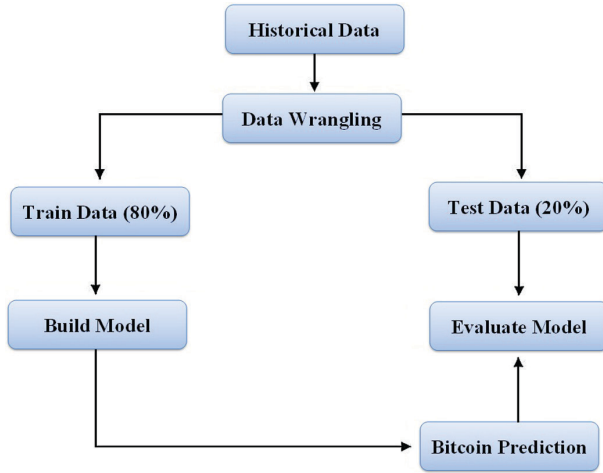 Historical Data
Data Wrangling
Train Data (80%)
Test Data (20%)
Build Model
Evaluate Model
Bitcoin Prediction